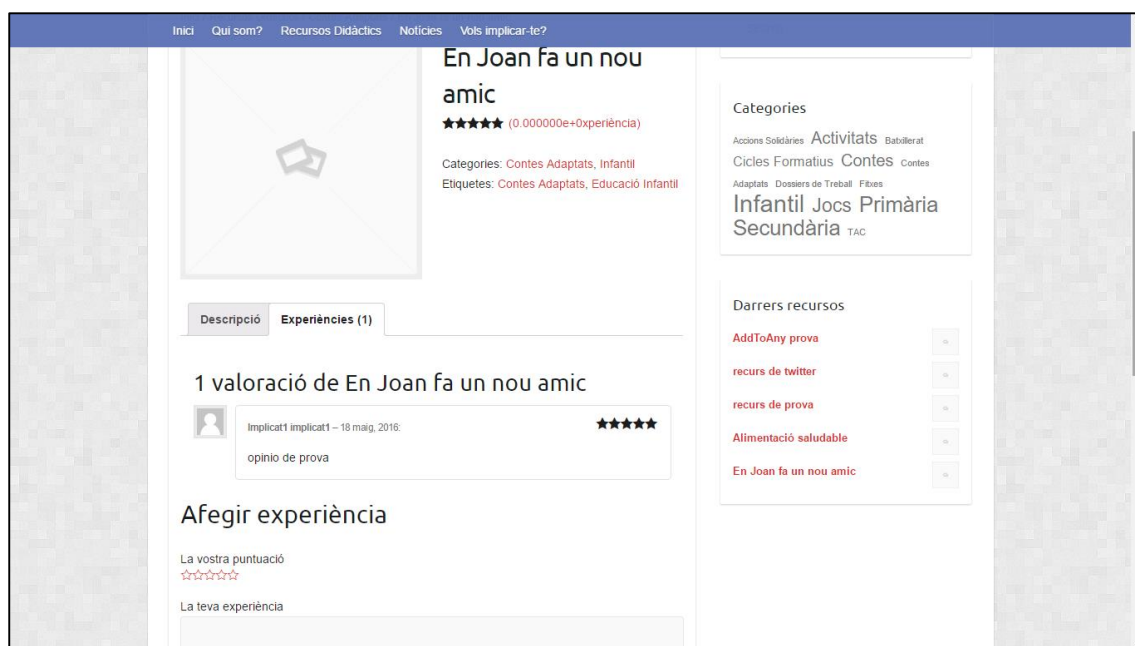 Inici Qui som? Recursos Didàctics Notícies Vols implicar-te?
En Joan fa un nou
amic
★★★★★ (0.000000e+0xperiència)
Categories: Contes Adaptats, Infantil
Etiquetes: Contes Adaptats, Educació Infantil
Descripció Experiències (1)
1 valoració de En Joan fa un nou amic
Implicat1 implicat1 – 18 maig, 2016:
★★★★★
opinio de prova
Afegir experiència
La vostra puntuació
☆☆☆☆☆
La teva experiència
Categories
Accions Solidàries Activitats Batxillerat
Cicles Formatius Contes Contes
Adaptats Dossiers de Treball Fitxes
Infantil Jocs Primària
Secundària TAC
Darrers recursos
AddToAny prova
recurs de twitter
recurs de prova
Alimentació saludable
En Joan fa un nou amic